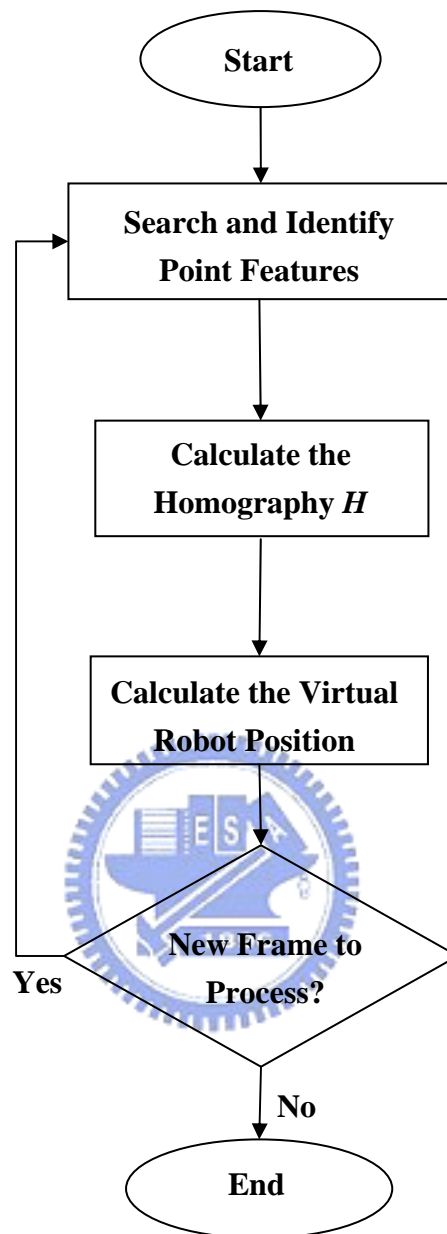 Start
Search and Identify
Point Features
Calculate the
Homography H
Calculate the Virtual
Robot Position
E S A
New Frame to
Process?
Yes
No
End